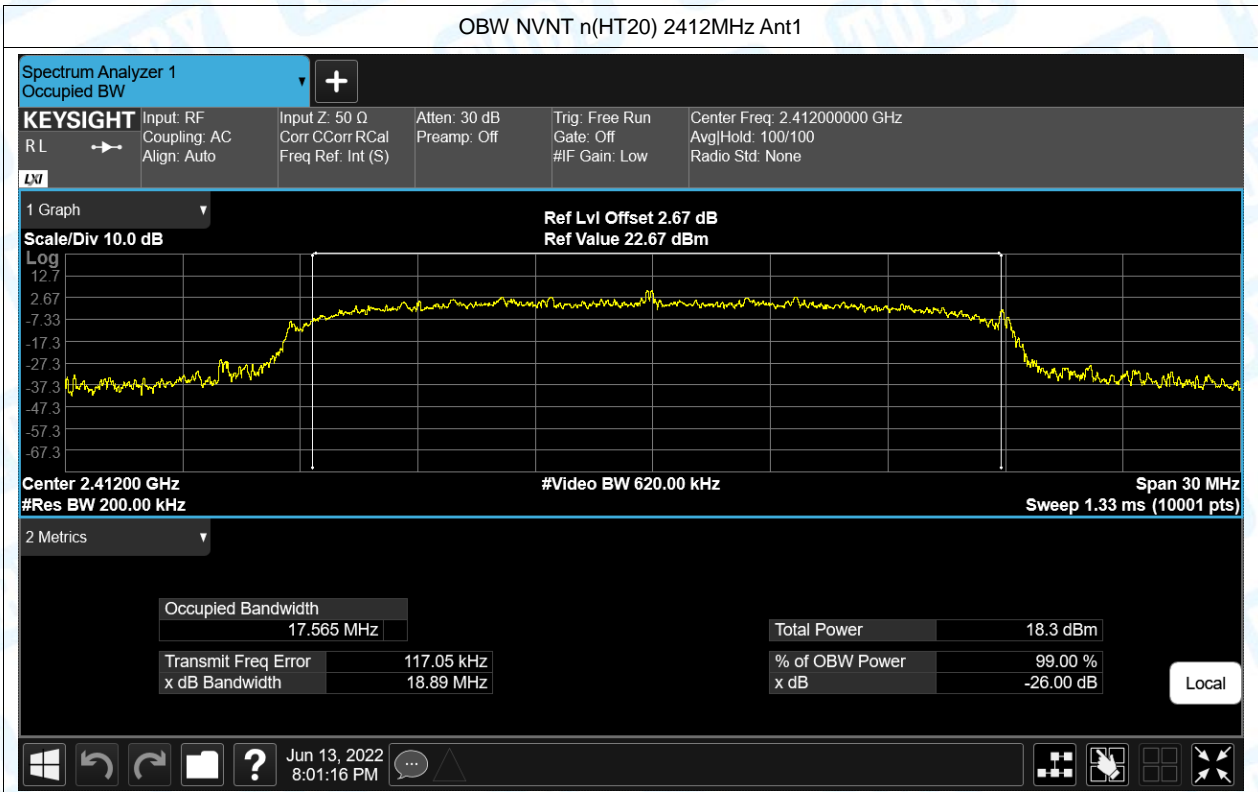 OBW NVNT n(HT20) 2412MHz Ant1
Spectrum Analyzer 1
Occupied BW
KEYSIGHT
R L
LXI
Input: RF
Coupling: AC
Align: Auto
Input Z: 50 Ω
Corr CCorr RCal
Freq Ref: Int (S)
Atten: 30 dB
Preamp: Off
Trig: Free Run
Gate: Off
#IF Gain: Low
Center Freq: 2.412000000 GHz
Avg|Hold: 100/100
Radio Std: None
1 Graph
Scale/Div 10.0 dB
Ref Lvl Offset 2.67 dB
Ref Value 22.67 dBm
Log
12.7
2.67
-7.33
-17.3
-27.3
-37.3
-47.3
-57.3
-67.3
Center 2.41200 GHz
#Video BW 620.00 kHz
Span 30 MHz
#Res BW 200.00 kHz
Sweep 1.33 ms (10001 pts)
2 Metrics
Occupied Bandwidth
17.565 MHz
Total Power 18.3 dBm
Transmit Freq Error 117.05 kHz
% of OBW Power 99.00 %
x dB Bandwidth 18.89 MHz
x dB -26.00 dB
Local
Jun 13, 2022
8:01:16 PM